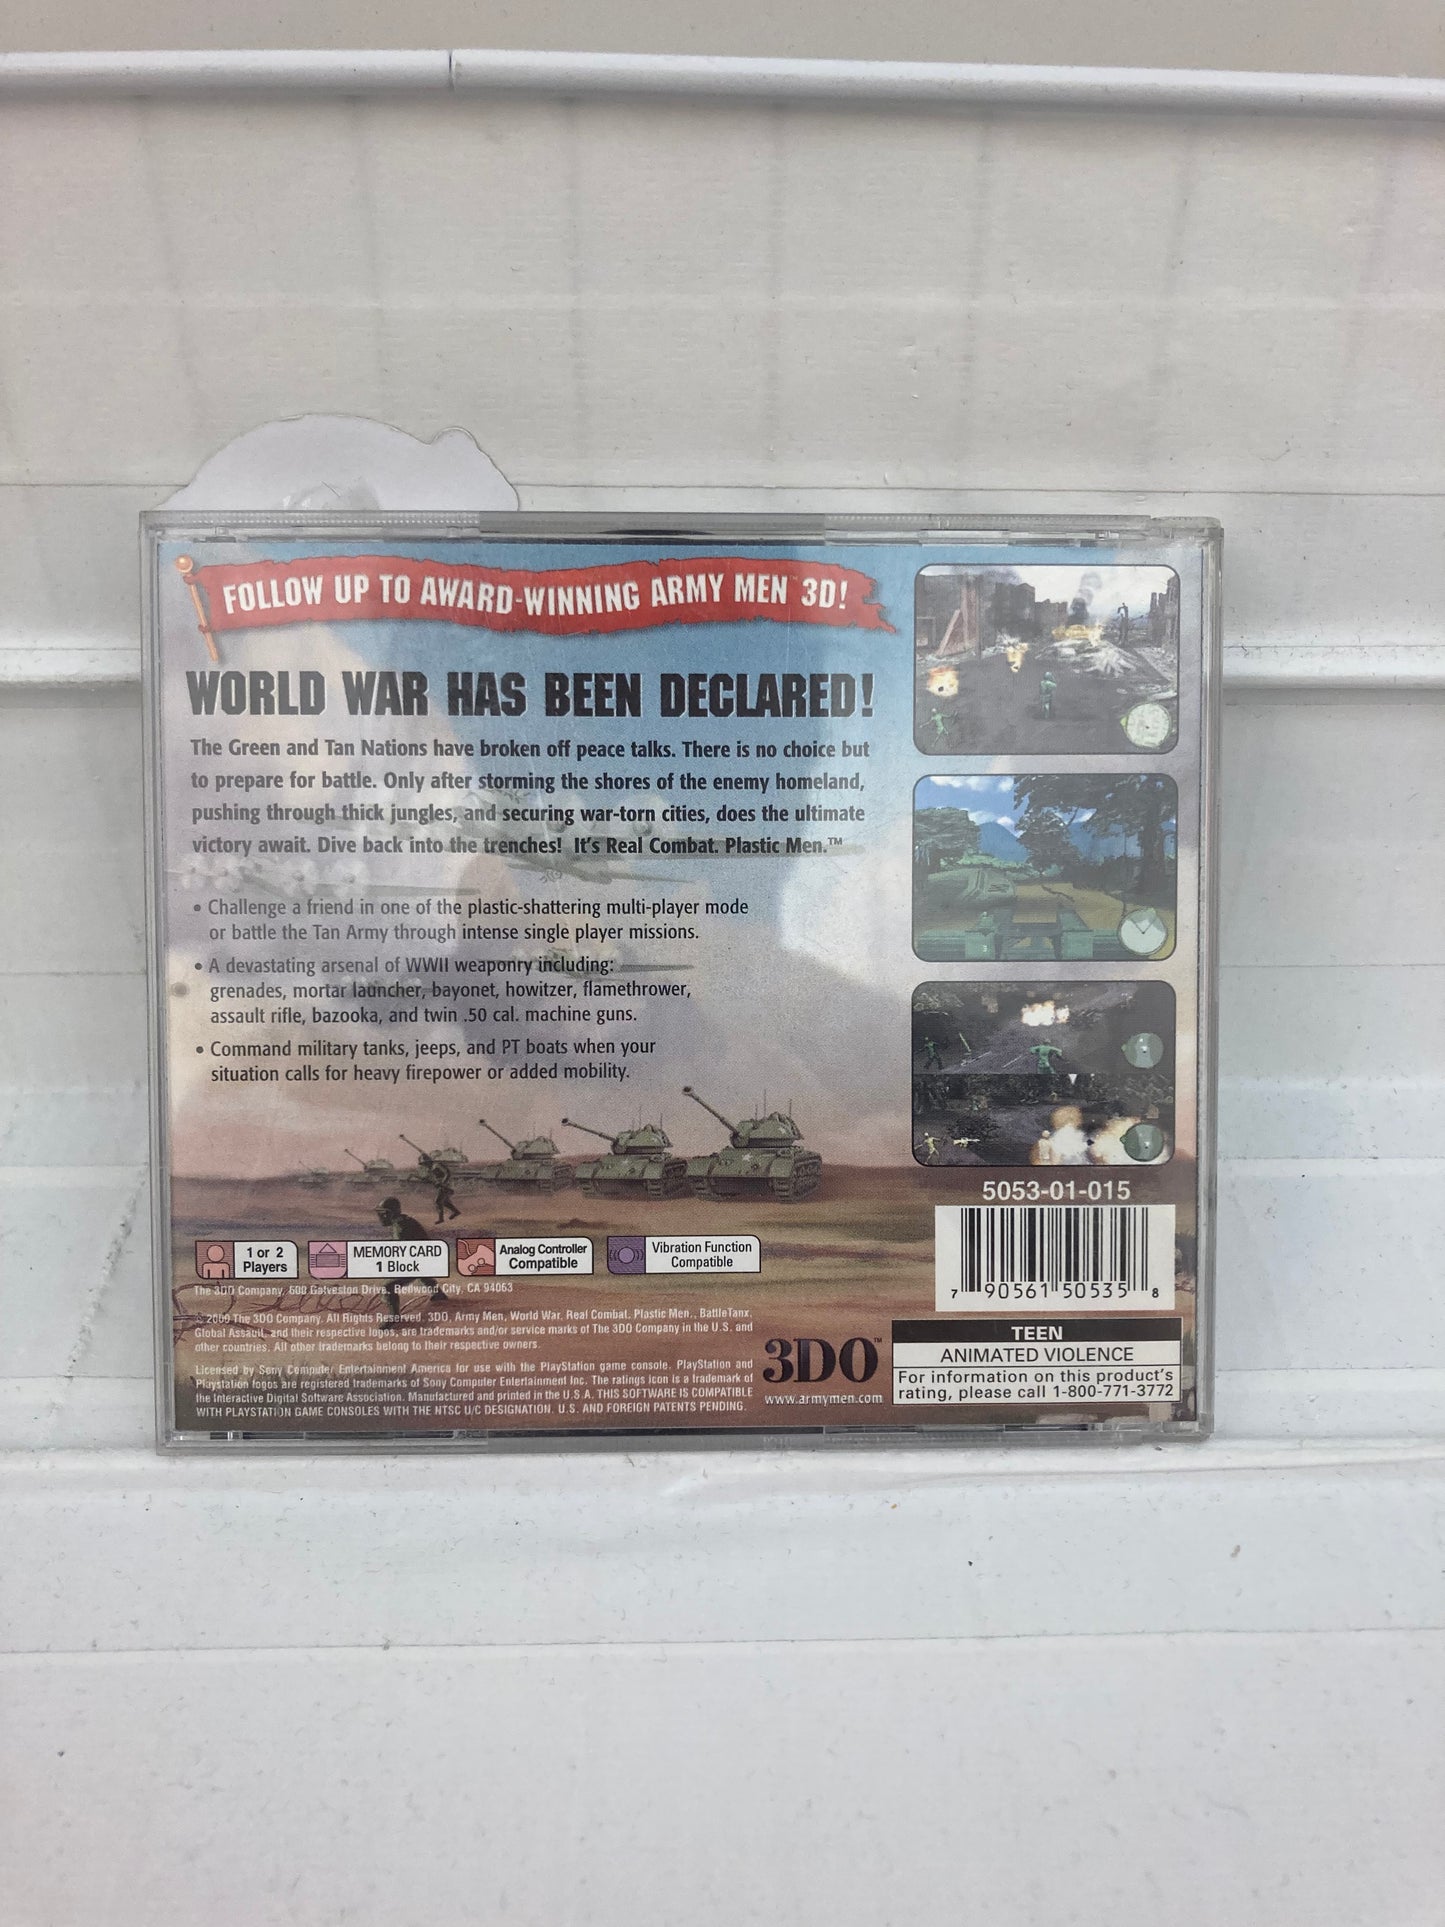 FOLLOW UP TO AWARD-WINNING ARMY MEN™ 3D!
WORLD WAR HAS BEEN DECLARED!
The Green and Tan Nations have broken off peace talks. There is no choice but
to prepare for battle. Only after storming the shores of the enemy homeland,
pushing through thick jungles, and securing war-torn cities, does the ultimate
victory await. Dive back into the trenches! It's Real Combat. Plastic Men.™
• Challenge a friend in one of the plastic-shattering multi-player mode
or battle the Tan Army through intense single player missions.
• A devastating arsenal of WWII weaponry including:
grenades, mortar launcher, bayonet, howitzer, flamethrower,
assault rifle, bazooka, and twin .50 cal. machine guns.
• Command military tanks, jeeps, and PT boats when your
situation calls for heavy firepower or added mobility.
5053-01-015
7 90561 50535 8
1 or 2
Players
MEMORY CARD
1 Block
Analog Controller
Compatible
Vibration Function
Compatible
The 3DO Company, 600 Galveston Drive, Redwood City, CA 94063
© 2000 The 3DO Company. All Rights Reserved. 3DO, Army Men, World War, Real Combat. Plastic Men., BattleTanx,
Global Assault, and their respective logos, are trademarks and/or service marks of The 3DO Company in the U.S. and
other countries. All other trademarks belong to their respective owners.
Licensed by Sony Computer Entertainment America for use with the PlayStation game console. PlayStation and
Playstation logos are registered trademarks of Sony Computer Entertainment Inc. The ratings icon is a trademark of
the Interactive Digital Software Association. Manufactured and printed in the U.S.A. THIS SOFTWARE IS COMPATIBLE
WITH PLAYSTATION GAME CONSOLES WITH THE NTSC U/C DESIGNATION. U.S. AND FOREIGN PATENTS PENDING.
3DO™
www.armymen.com
TEEN
ANIMATED VIOLENCE
For information on this product's
rating, please call 1-800-771-3772